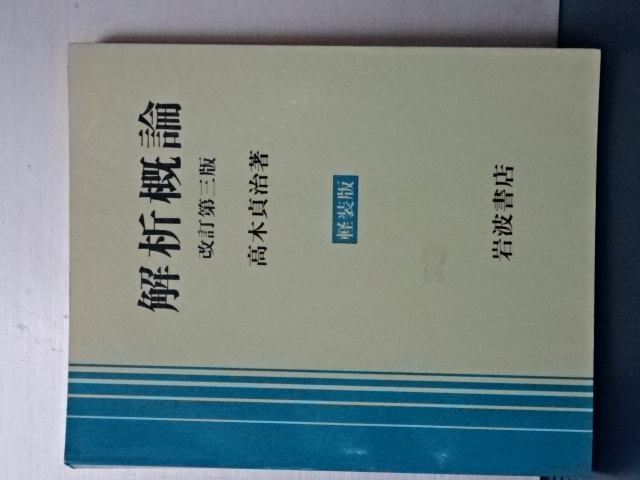 解析概論
改訂第三版
高木貞治著
軽装版
岩波書店